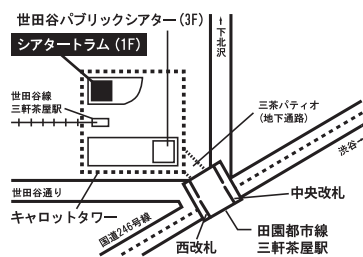 世田谷パブリックシアター(3F)
シアタートラム(1F)
↑下北沢
世田谷線
三軒茶屋駅
三茶パティオ
(地下通路)
渋谷→
世田谷通り
中央改札
キャロットタワー
国道246号線
西改札
田園都市線
三軒茶屋駅